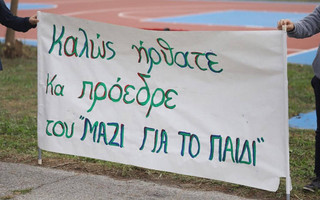 Καλώς ήρθατε
Κα πρόεδρε
του "ΜΑΖΙ ΓΙΑ ΤΟ ΠΑΙΔΙ"